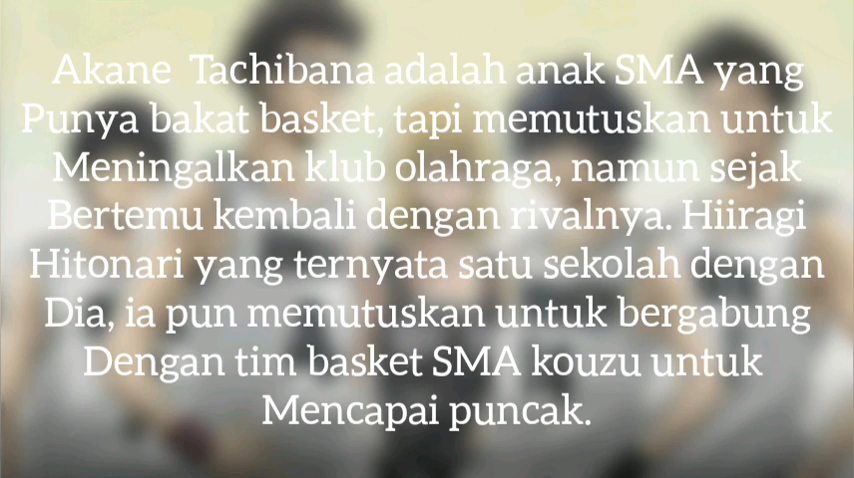 Akane Tachibana adalah anak SMA yang
Punya bakat basket, tapi memutuskan untuk
Meningalkan klub olahraga, namun sejak
Bertemu kembali dengan rivalnya. Hiiragi
Hitonari yang ternyata satu sekolah dengan
Dia, ia pun memutuskan untuk bergabung
Dengan tim basket SMA kouzu untuk
Mencapai puncak.